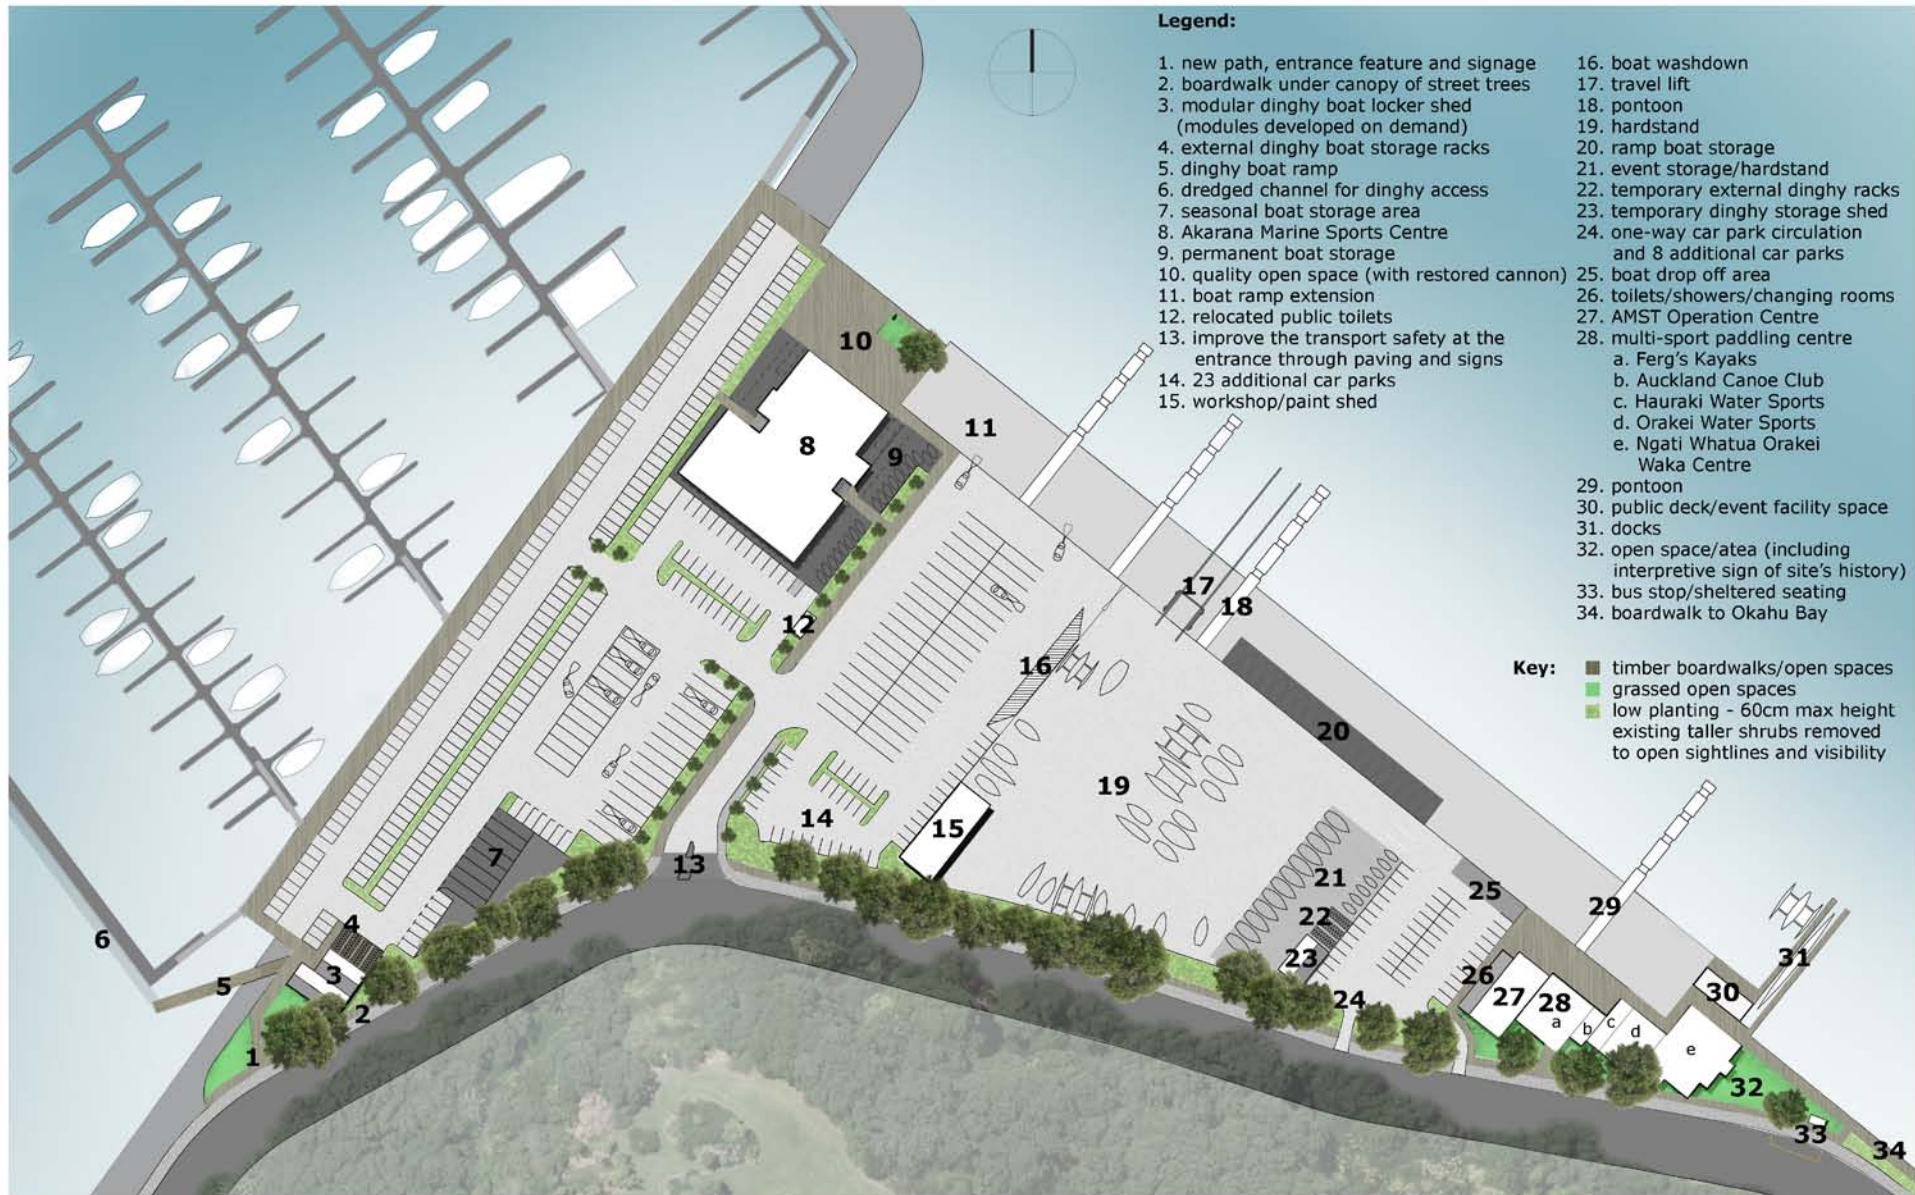 Legend:
1. new path, entrance feature and signage
2. boardwalk under canopy of street trees
3. modular dinghy boat locker shed
(modules developed on demand)
4. external dinghy boat storage racks
5. dinghy boat ramp
6. dredged channel for dinghy access
7. seasonal boat storage area
8. Akarana Marine Sports Centre
9. permanent boat storage
10. quality open space (with restored cannon)
11. boat ramp extension
12. relocated public toilets
13. improve the transport safety at the
entrance through paving and signs
14. 23 additional car parks
15. workshop/paint shed
16. boat washdown
17. travel lift
18. pontoon
19. hardstand
20. ramp boat storage
21. event storage/hardstand
22. temporary external dinghy racks
23. temporary dinghy storage shed
24. one-way car park circulation
and 8 additional car parks
25. boat drop off area
26. toilets/showers/changing rooms
27. AMST Operation Centre
28. multi-sport paddling centre
a. Ferg's Kayaks
b. Auckland Canoe Club
c. Hauraki Water Sports
d. Orakei Water Sports
e. Ngati Whatua Orakei
Waka Centre
29. pontoon
30. public deck/event facility space
31. docks
32. open space/atea (including
interpretive sign of site's history)
33. bus stop/sheltered seating
34. boardwalk to Okahu Bay
Key:
timber boardwalks/open spaces
grassed open spaces
low planting - 60cm max height
existing taller shrubs removed
to open sightlines and visibility
10
11
8
9
17
18
12
16
20
19
14
15
13
7
21
25
22
29
4
6
23
31
3
5
26
27
28
30
24
2
a
b
c
d
e
1
32
33
34